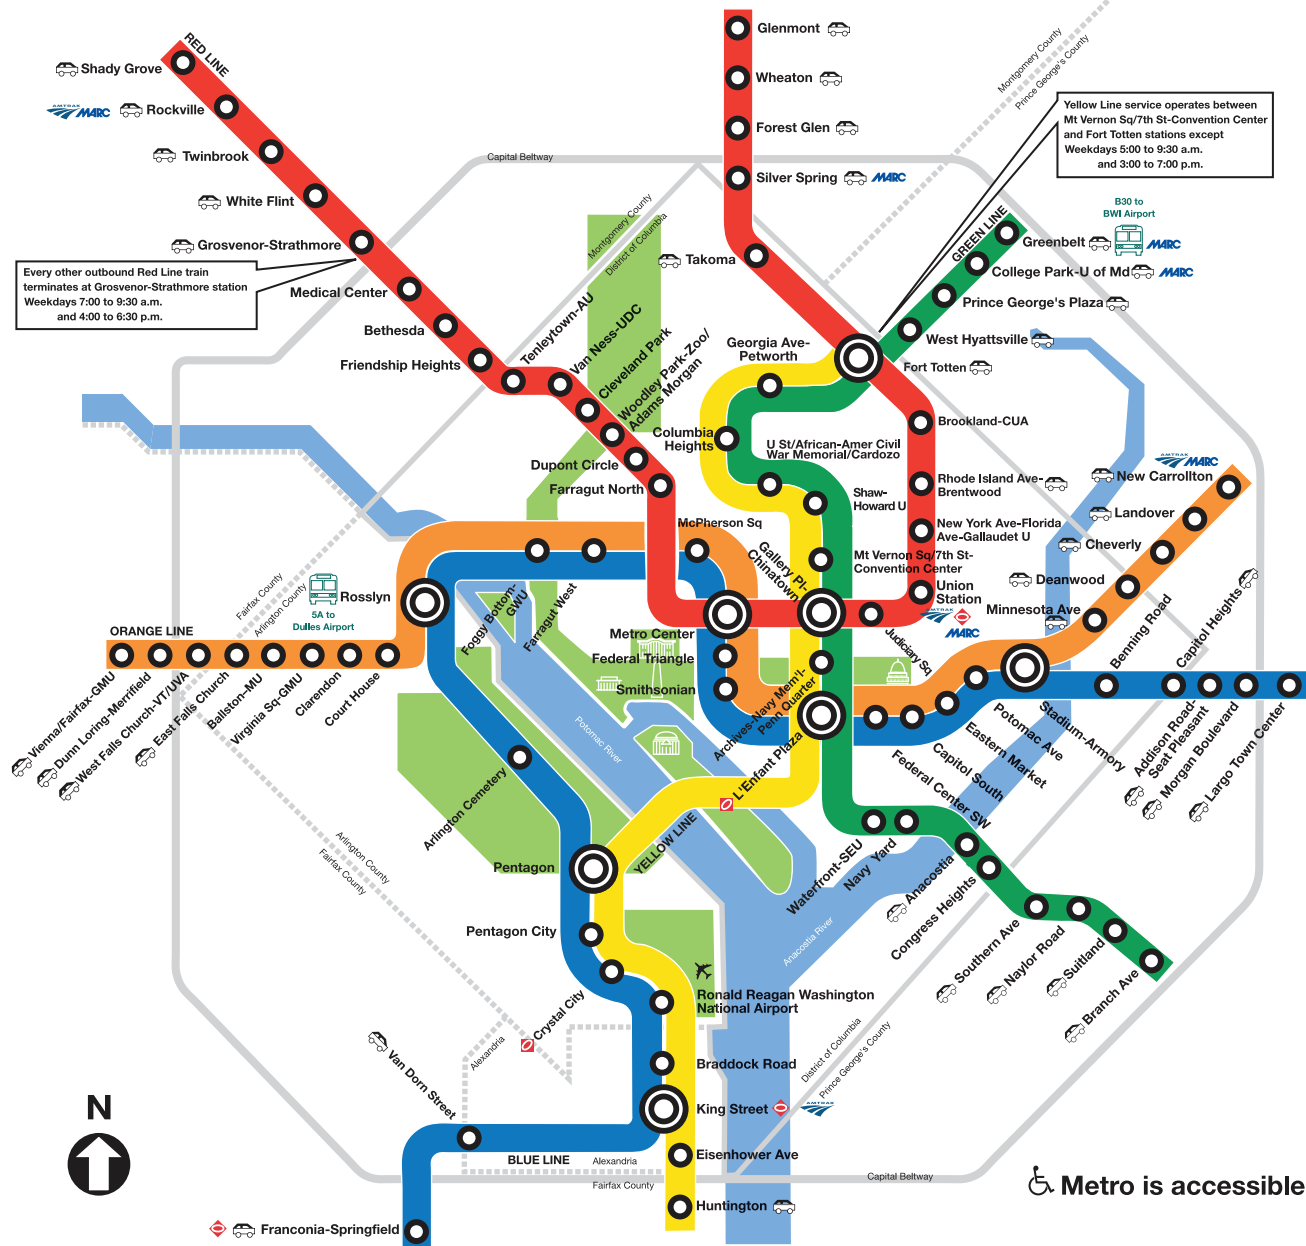 RED LINE
Shady Grove
AMTRAK
MARC
Rockville
Twinbrook
White Flint
Grosvenor-Strathmore
Every other outbound Red Line train
terminates at Grosvenor-Strathmore station
Weekdays 7:00 to 9:30 a.m.
and 4:00 to 6:30 p.m.
Medical Center
Bethesda
Friendship Heights
Tenleytown-AU
Van Ness-UDC
Cleveland Park
Woodley Park-Zoo/
Adams Morgan
Dupont Circle
Farragut North
Capital Beltway
Montgomery County
District of Columbia
Glenmont
Wheaton
Forest Glen
Silver Spring
MARC
Takoma
Montgomery County
Prince George's County
Yellow Line service operates between
Mt Vernon Sq/7th St-Convention Center
and Fort Totten stations except
Weekdays 5:00 to 9:30 a.m.
and 3:00 to 7:00 p.m.
B30 to
BWI Airport
GREEN LINE
Greenbelt
MARC
College Park-U of Md
MARC
Prince George's Plaza
West Hyattsville
Fort Totten
Georgia Ave-
Petworth
Columbia
Heights
U St/African-Amer Civil
War Memorial/Cardozo
Shaw-
Howard U
Mt Vernon Sq/7th St-
Convention Center
Brookland-CUA
Rhode Island Ave-
Brentwood
New York Ave-Florida
Ave-Gallaudet U
Union
Station
AMTRAK
MARC
Judiciary Sq
Gallery Pl-
Chinatown
McPherson Sq
Metro Center
Federal Triangle
Smithsonian
Farragut West
Foggy Bottom-
GWU
Rosslyn
5A to
Dulles Airport
Fairfax County
Arlington County
ORANGE LINE
Vienna/Fairfax-GMU
Dunn Loring-Merrifield
West Falls Church-VT/UVA
East Falls Church
Ballston-MU
Virginia Sq-GMU
Clarendon
Court House
AMTRAK
MARC
New Carrollton
Landover
Cheverly
Deanwood
Minnesota Ave
Benning Road
Capitol Heights
Addison Road-
Seat Pleasant
Morgan Boulevard
Largo Town Center
Stadium-Armory
Potomac Ave
Eastern Market
Capitol South
Federal Center SW
Archives-Navy Mem'l-
Penn Quarter
L'Enfant Plaza
Potomac River
Arlington Cemetery
Arlington County
Fairfax County
Pentagon
YELLOW LINE
Waterfront-SEU
Navy Yard
Anacostia
Congress Heights
Southern Ave
Naylor Road
Suitland
Branch Ave
Anacostia River
Pentagon City
Crystal City
Ronald Reagan Washington
National Airport
Alexandria
Braddock Road
King Street
AMTRAK
District of Columbia
Prince George's County
Van Dorn Street
BLUE LINE
Alexandria
Fairfax County
Eisenhower Ave
Huntington
Capital Beltway
Franconia-Springfield
N
Metro is accessible